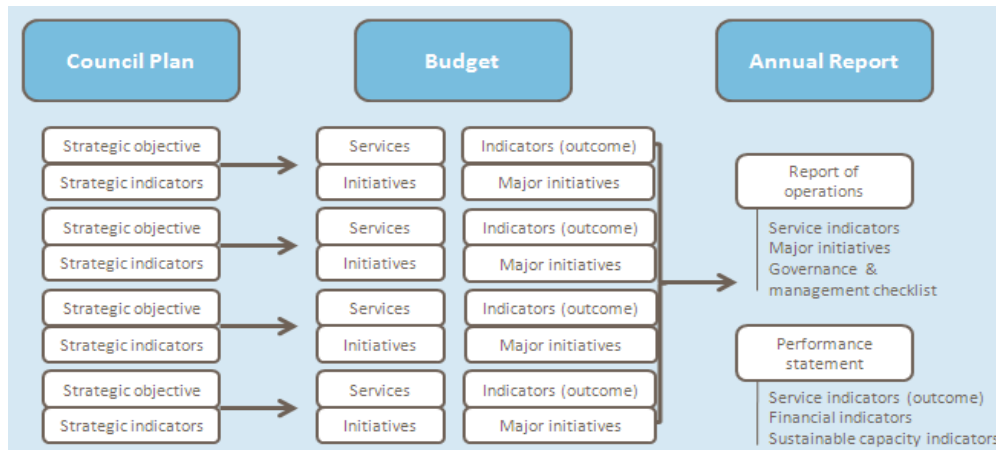 Council Plan
Budget
Annual Report
Strategic objective
Strategic indicators
Services
Initiatives
Indicators (outcome)
Major initiatives
Strategic objective
Strategic indicators
Services
Initiatives
Indicators (outcome)
Major initiatives
Strategic objective
Strategic indicators
Services
Initiatives
Indicators (outcome)
Major initiatives
Strategic objective
Strategic indicators
Services
Initiatives
Indicators (outcome)
Major initiatives
Report of
operations
Service indicators
Major initiatives
Governance &
management checklist
Performance
statement
Service indicators (outcome)
Financial indicators
Sustainable capacity indicators